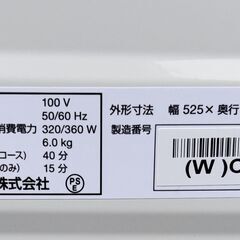 100 V
50/60 Hz
消費電力 320/360 W
6.0 kg
コース) 40 分
のみ) 15 分
株式会社
PS
E
外形寸法 幅 525× 奥行
製造番号
(W )